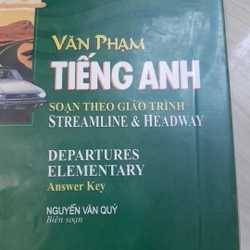 VĂN PHẠM
TIẾNG ANH
SOẠN THEO GIÁO TRÌNH
STREAMLINE & HEADWAY
DEPARTURES
ELEMENTARY
Answer Key
NGUYỄN VĂN QUÝ
Biên soạn